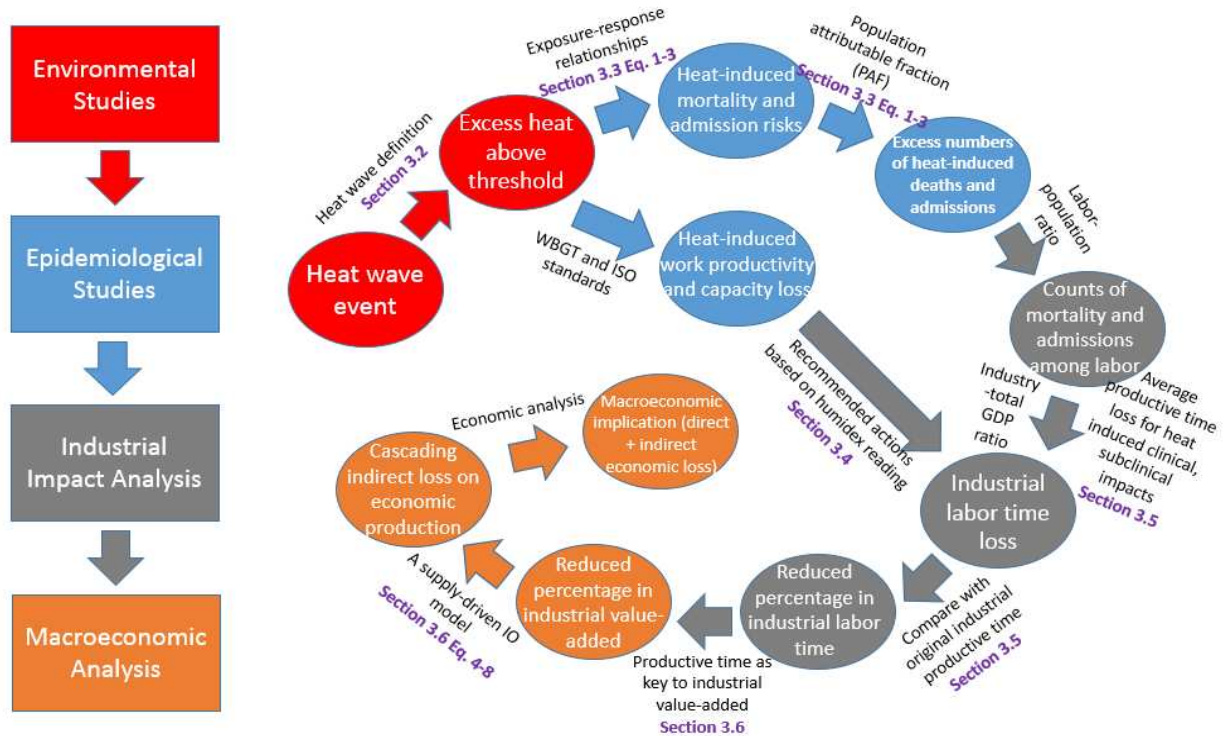 Environmental
Studies
Epidemiological
Studies
Industrial
Impact Analysis
Macroeconomic
Analysis
Heat wave
event
Heat wave definition
Section 3.2
Excess heat
above
threshold
Exposure-response
relationships
Section 3.3 Eq. 1-3
Heat-induced
mortality and
admission risks
Population
attributable fraction
(PAF)
Section 3.3 Eq. 1-3
Excess numbers
of heat-induced
deaths and
admissions
WBGT and ISO
standards
Heat-induced
work productivity
and capacity loss
Labor-
population
ratio
Counts of
mortality and
admissions
among labor
Recommended actions
based on humidex reading
Section 3.4
Industry
-total
GDP
ratio
Average
productive time
loss for heat
induced clinical,
subclinical
impacts
Section 3.5
Industrial
labor time
loss
Compare with
original industrial
productive time
Section 3.5
Reduced
percentage in
industrial labor
time
Productive time as
key to industrial
value-added
Section 3.6
Reduced
percentage in
industrial value-
added
A supply-driven IO
model
Section 3.6 Eq. 4-8
Cascading
indirect loss on
economic
production
Economic analysis
Macroeconomic
implication (direct
+ indirect
economic loss)